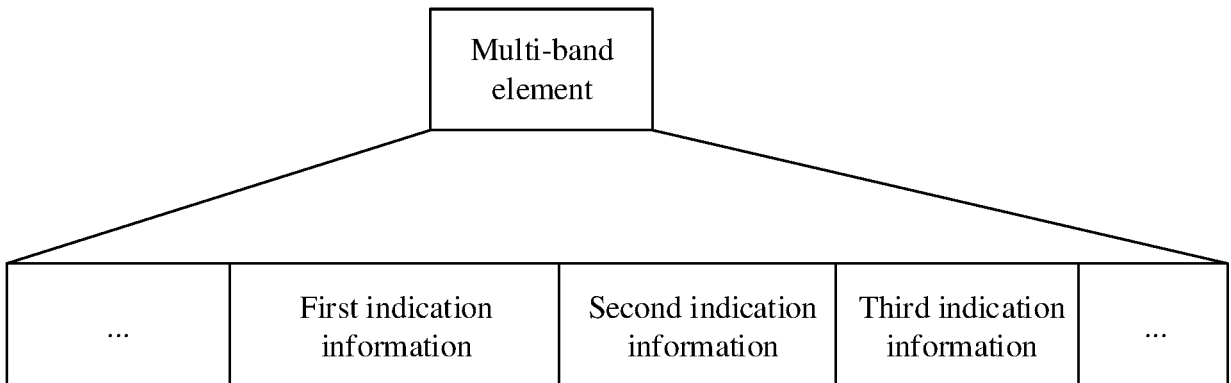 Multi-band
element
...
First indication
information
Second indication
information
Third indication
information
...